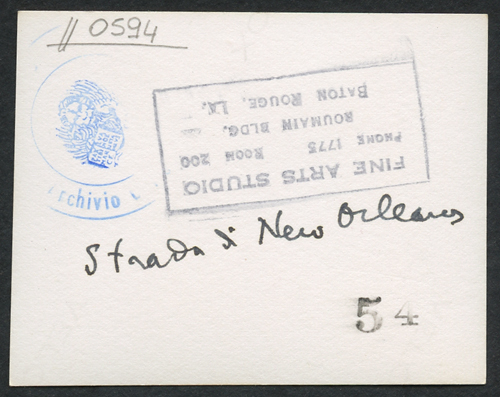 // 0594
FINE ARTS STUDIO
PHONE 1775 ROOM 200
ROUMAIN BLDG.
BATON ROUGE, LA.
rchivio
Strada di New Orleans
54